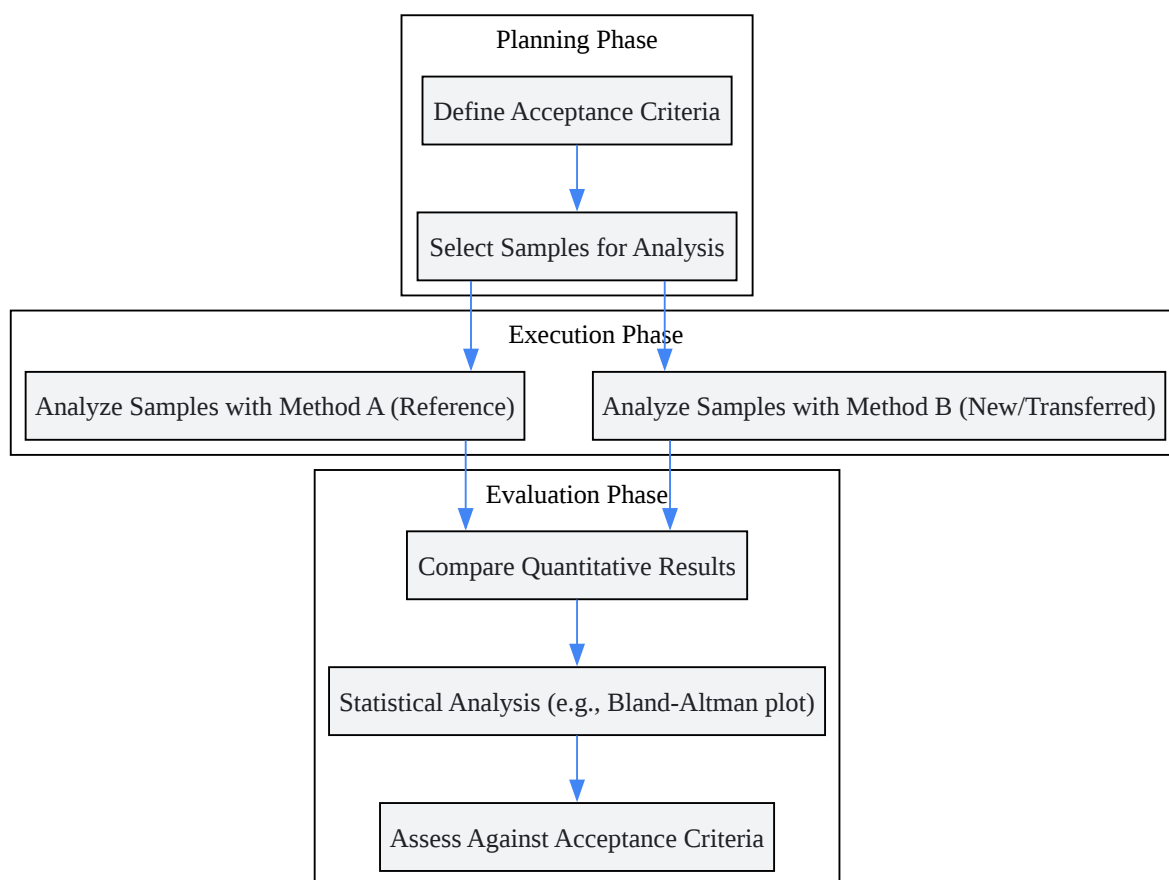 Planning Phase
Define Acceptance Criteria
Select Samples for Analysis
Execution Phase
Analyze Samples with Method A (Reference)
Analyze Samples with Method B (New/Transferred)
Evaluation Phase
Compare Quantitative Results
Statistical Analysis (e.g., Bland-Altman plot)
Assess Against Acceptance Criteria